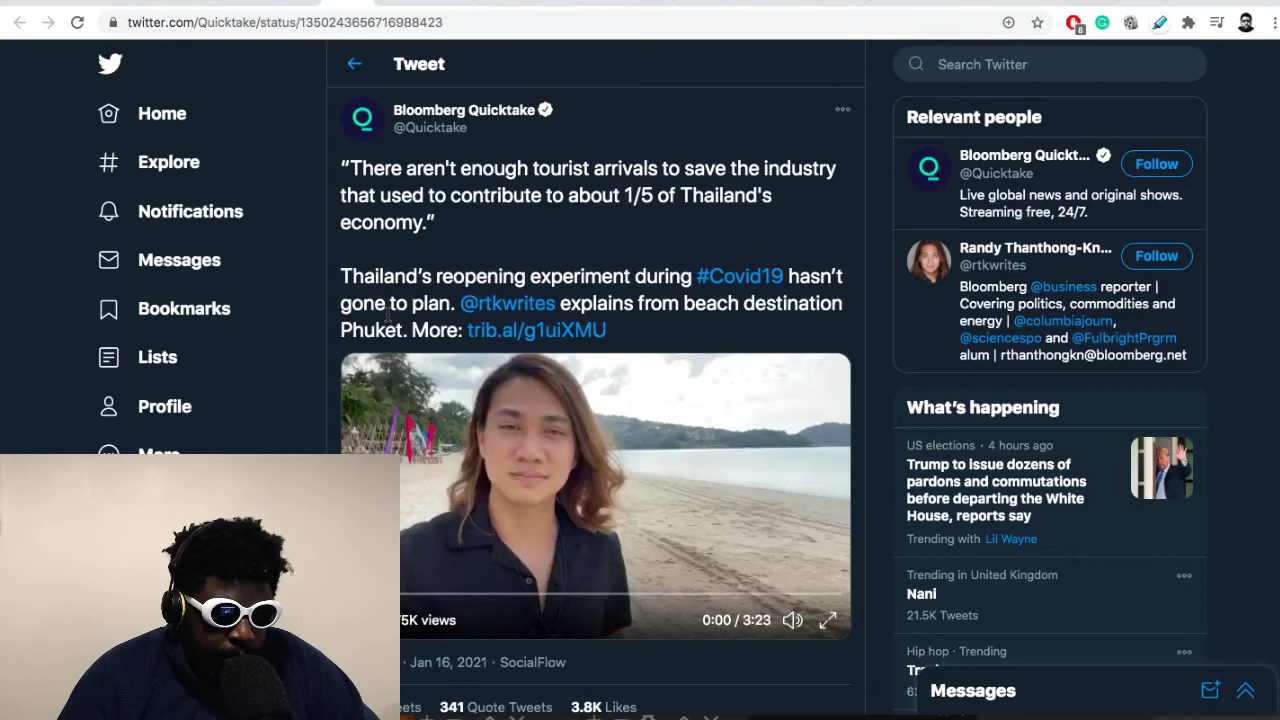 twitter.com/Quicktake/status/1350243656716988423
8
Home
Explore
Notifications
Messages
Bookmarks
Lists
Profile
More
Tweet
Bloomberg Quicktake
@Quicktake
“There aren't enough tourist arrivals to save the industry
that used to contribute to about 1/5 of Thailand's
economy.”
Thailand’s reopening experiment during #Covid19 hasn’t
gone to plan. @rtkwrites explains from beach destination
Phuket. More: trib.al/g1uiXMU
5K views
0:00 / 3:23
· Jan 16, 2021 · SocialFlow
341 Quote Tweets 3.8K Likes
Search Twitter
Relevant people
Bloomberg Quickt...
@Quicktake
Follow
Live global news and original shows.
Streaming free, 24/7.
Randy Thanthong-Kn...
@rtkwrites
Follow
Bloomberg @business reporter |
Covering politics, commodities and
energy | @columbiajourn,
@sciencespo and @FulbrightPrgrm
alum | rthanthongkn@bloomberg.net
What’s happening
US elections · 4 hours ago
Trump to issue dozens of
pardons and commutations
before departing the White
House, reports say
Trending with Lil Wayne
Trending in United Kingdom
Nani
21.5K Tweets
Hip hop · Trending
Messages